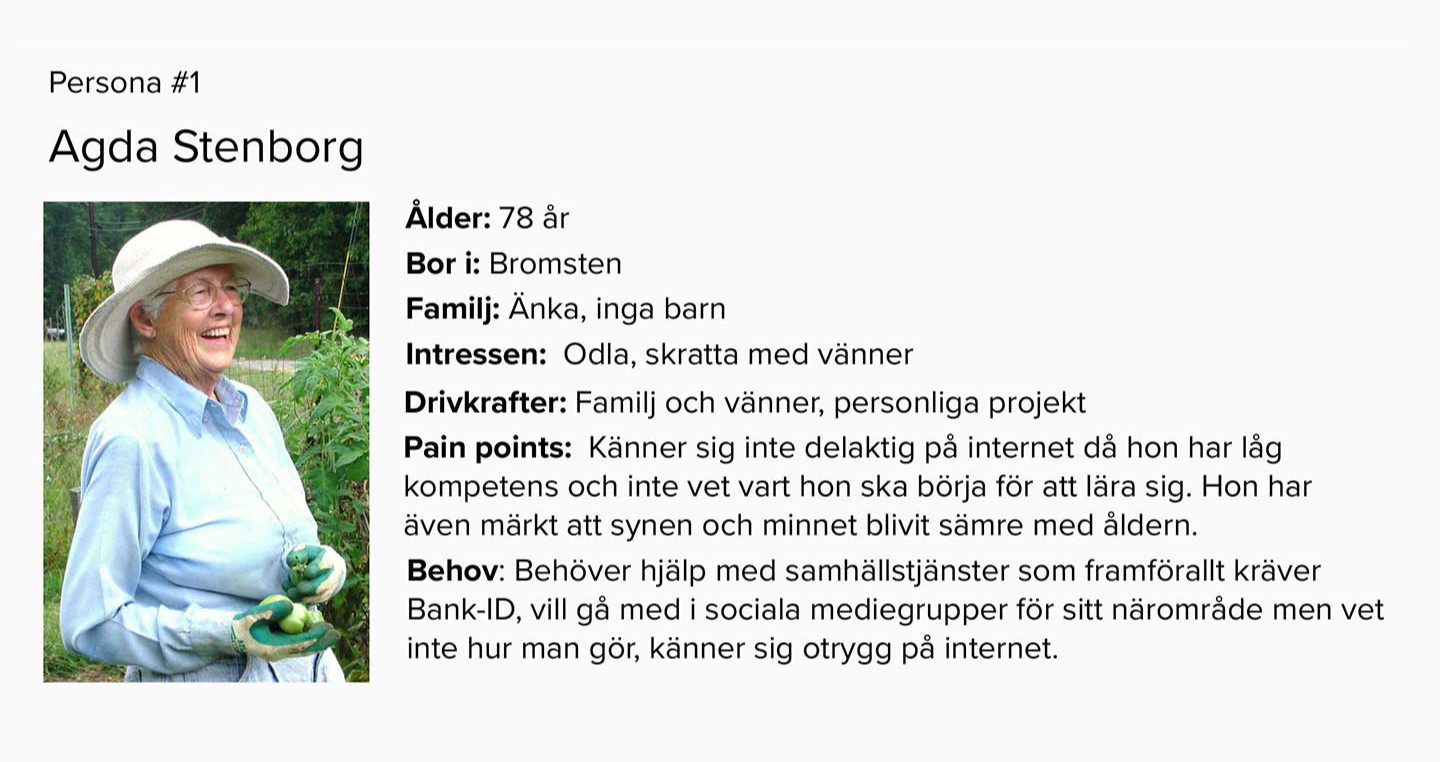 Persona #1
Agda Stenborg
Ålder: 78 år
Bor i: Bromsten
Familj: Änka, inga barn
Intressen: Odla, skratta med vänner
Drivkrafter: Familj och vänner, personliga projekt
Pain points: Känner sig inte delaktig på internet då hon har låg
kompetens och inte vet vart hon ska börja för att lära sig. Hon har
även märkt att synen och minnet blivit sämre med åldern.
Behov: Behöver hjälp med samhällstjänster som framförallt kräver
Bank-ID, vill gå med i sociala mediegrupper för sitt närområde men vet
inte hur man gör, känner sig otrygg på internet.